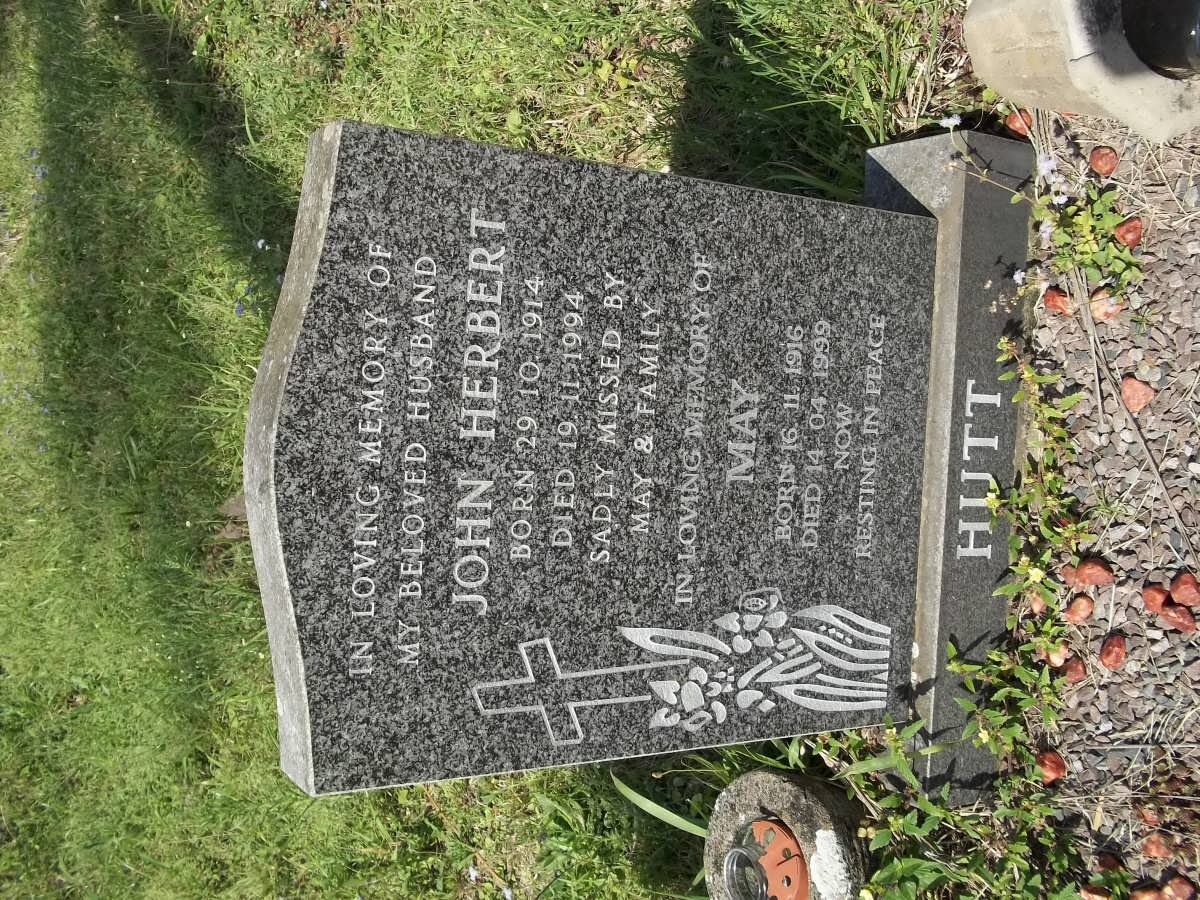 IN LOVING MEMORY OF
MY BELOVED HUSBAND
JOHN HERBERT
BORN 29.10.1914
DIED 19.11.1994
SADLY MISSED BY
MAY & FAMILY
IN LOVING MEMORY OF
MAY
BORN 16 11 1916
DIED 14 04 1999
NOW
RESTING IN PEACE
HUTT